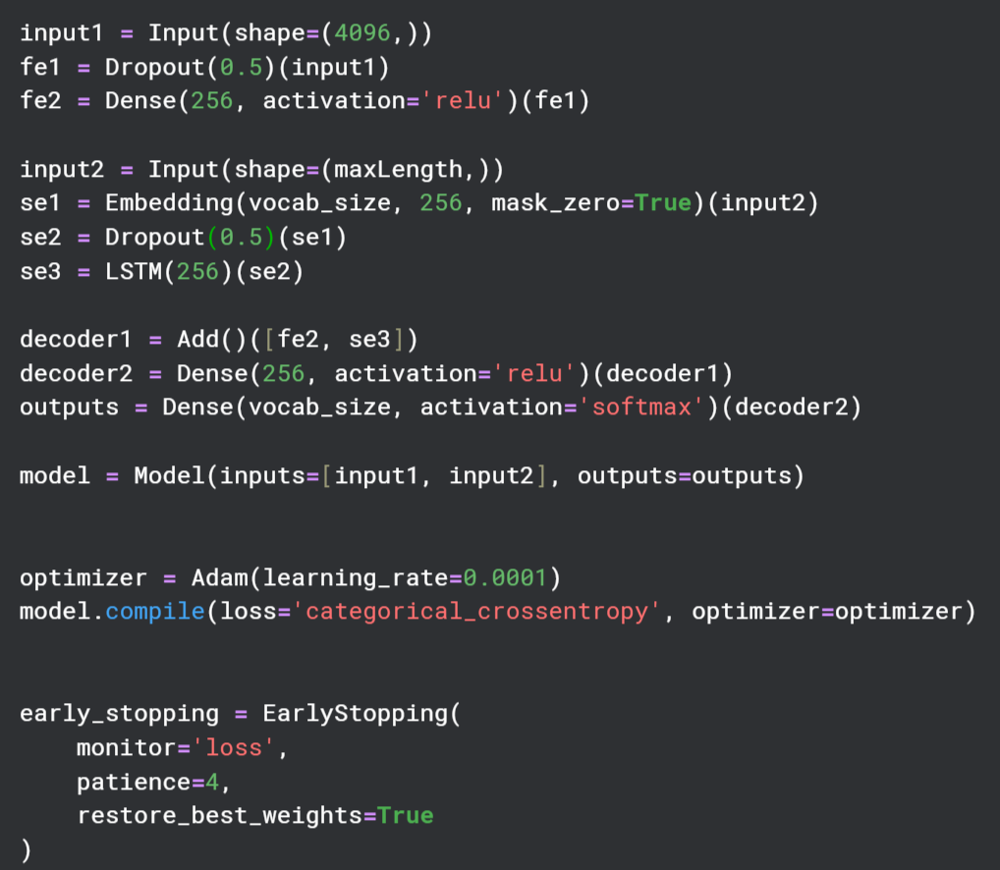 input1 = Input(shape=(4096,))
fe1 = Dropout(0.5)(input1)
fe2 = Dense(256, activation='relu')(fe1)

input2 = Input(shape=(maxLength,))
se1 = Embedding(vocab_size, 256, mask_zero=True)(input2)
se2 = Dropout(0.5)(se1)
se3 = LSTM(256)(se2)

decoder1 = Add()([fe2, se3])
decoder2 = Dense(256, activation='relu')(decoder1)
outputs = Dense(vocab_size, activation='softmax')(decoder2)

model = Model(inputs=[input1, input2], outputs=outputs)


optimizer = Adam(learning_rate=0.0001)
model.compile(loss='categorical_crossentropy', optimizer=optimizer)


early_stopping = EarlyStopping(
    monitor='loss',
    patience=4,
    restore_best_weights=True
)